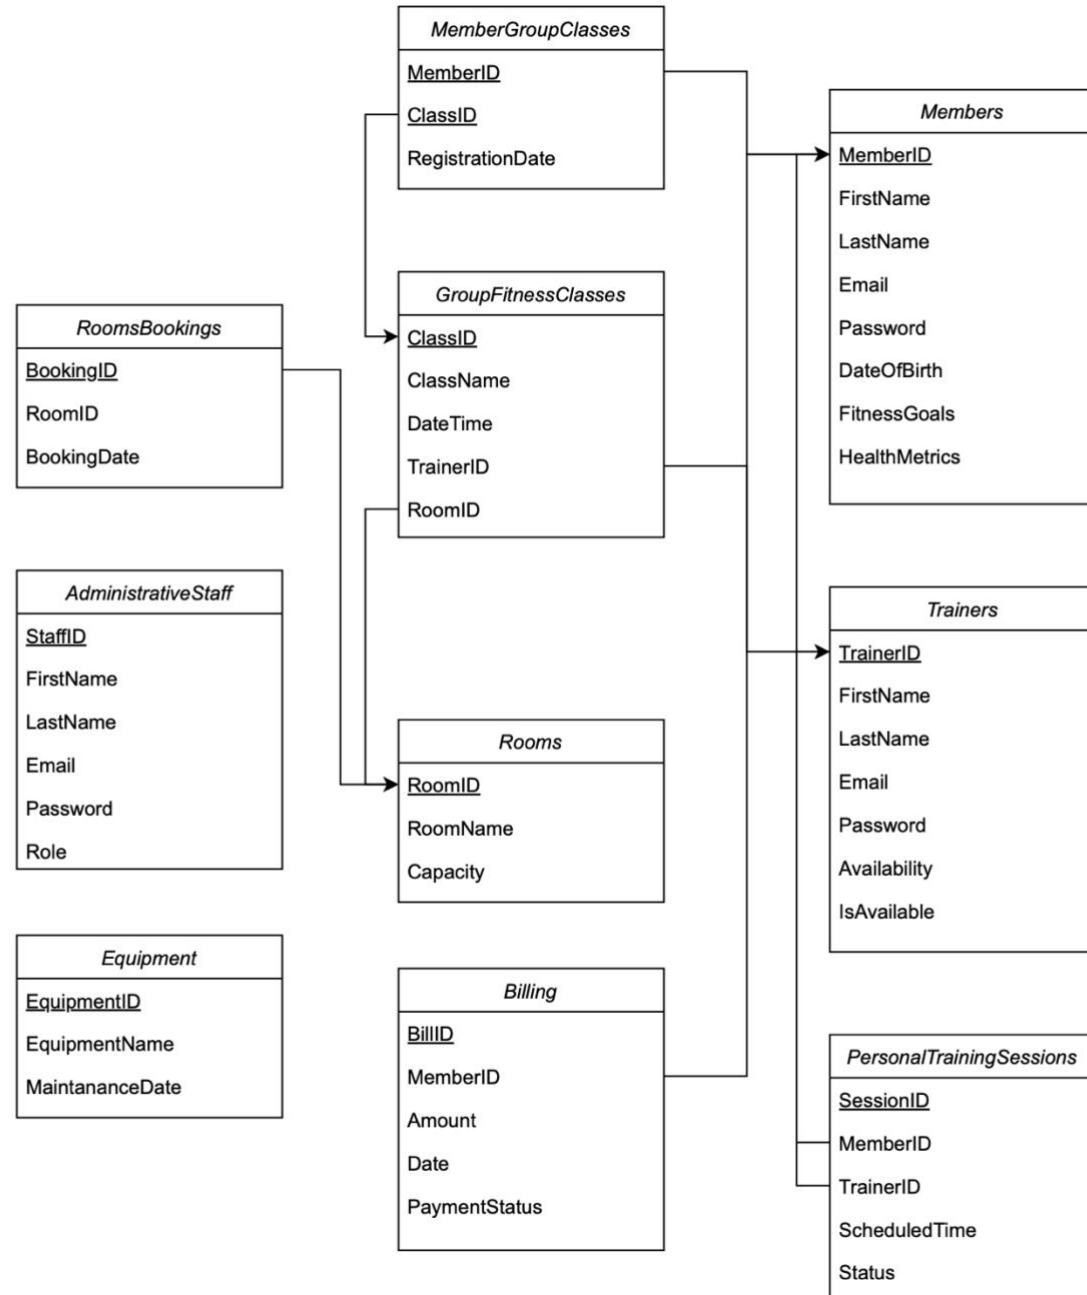 MemberGroupClasses
MemberID
ClassID
RegistrationDate
Members
MemberID
FirstName
LastName
Email
Password
DateOfBirth
FitnessGoals
HealthMetrics
GroupFitnessClasses
ClassID
ClassName
DateTime
TrainerID
RoomID
RoomsBookings
BookingID
RoomID
BookingDate
AdministrativeStaff
StaffID
FirstName
LastName
Email
Password
Role
Trainers
TrainerID
FirstName
LastName
Email
Password
Availability
IsAvailable
Rooms
RoomID
RoomName
Capacity
Equipment
EquipmentID
EquipmentName
MaintananceDate
Billing
BillID
MemberID
Amount
Date
PaymentStatus
PersonalTrainingSessions
SessionID
MemberID
TrainerID
ScheduledTime
Status